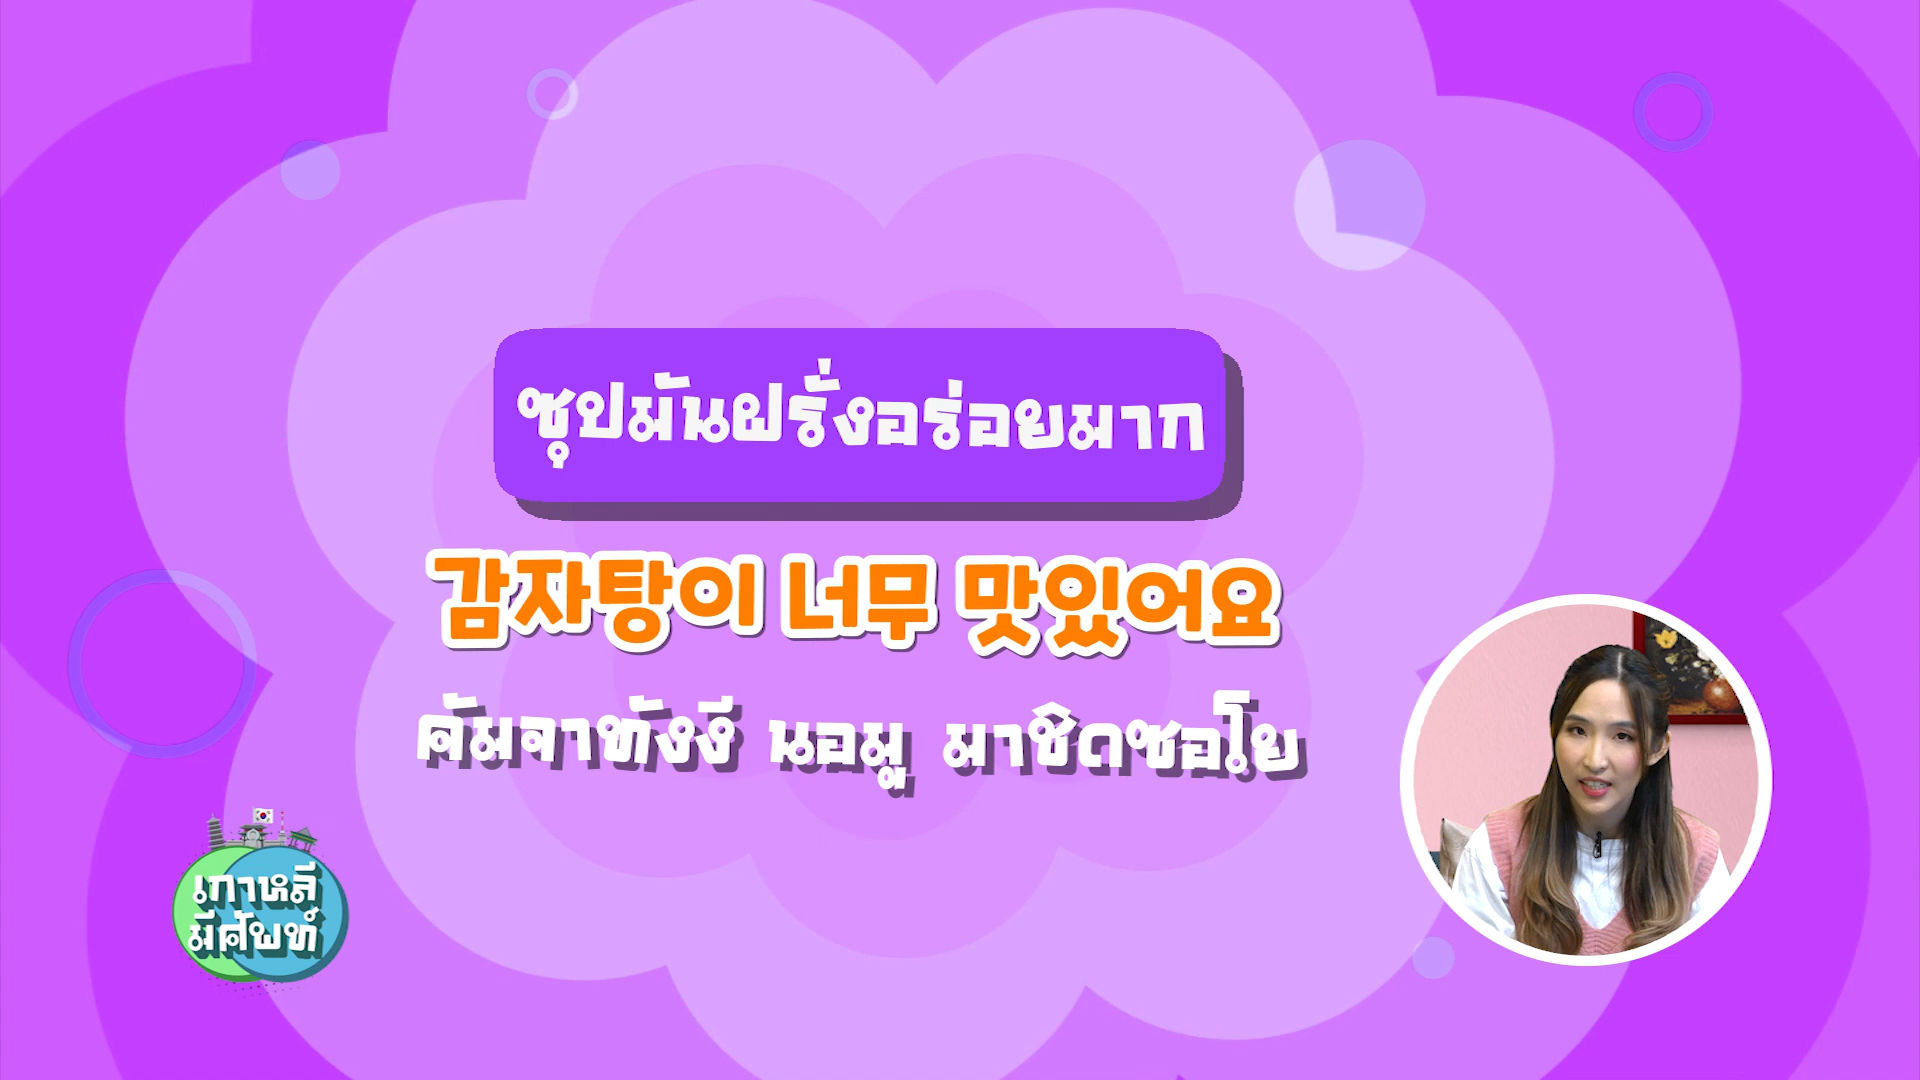 ซุปมันฝรั่งอร่อยมาก
감자탕이 너무 맛있어요
คัมจาทังงี นอมู มาชิดซอโย
เกาหลี
มีศัพท์